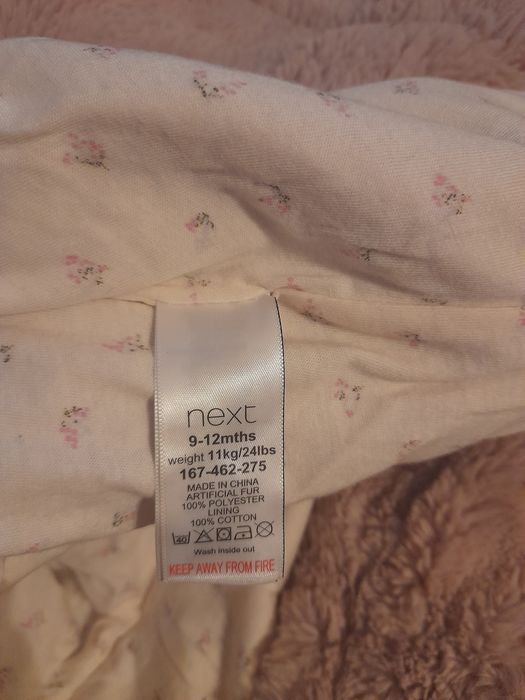 next
9-12mths
weight 11kg/24lbs
167-462-275
MADE IN CHINA
ARTIFICIAL FUR
100% POLYESTER
LINING
100% COTTON
40
Wash inside out
KEEP AWAY FROM FIRE